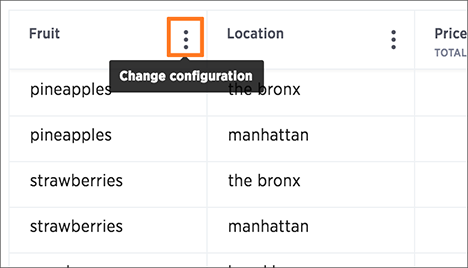 Fruit Location Price
TOTAL
Change configuration
pineapples the bronx
pineapples manhattan
strawberries the bronx
strawberries manhattan